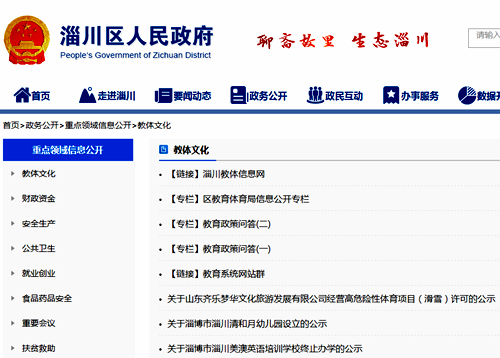 淄川区人民政府
People's Government of Zichuan District
聊斋故里 生态淄川
请输入
首页 走进淄川 要闻动态 政务公开 政民互动 办事服务 数据开
首页>政务公开>重点领域信息公开>教体文化
重点领域信息公开
教体文化
财政资金
安全生产
公共卫生
就业创业
食品药品安全
重要会议
扶贫救助
教体文化
【链接】淄川教体信息网
【专栏】区教育体育局信息公开专栏
【专栏】教育政策问答(二)
【专栏】教育政策问答(一)
【链接】教育系统网站群
关于山东齐乐梦华文化旅游发展有限公司经营高危险性体育项目（滑雪）许可的公示
关于淄博市淄川清和月幼儿园设立的公示
关于淄博市淄川美澳英语培训学校终止办学的公示